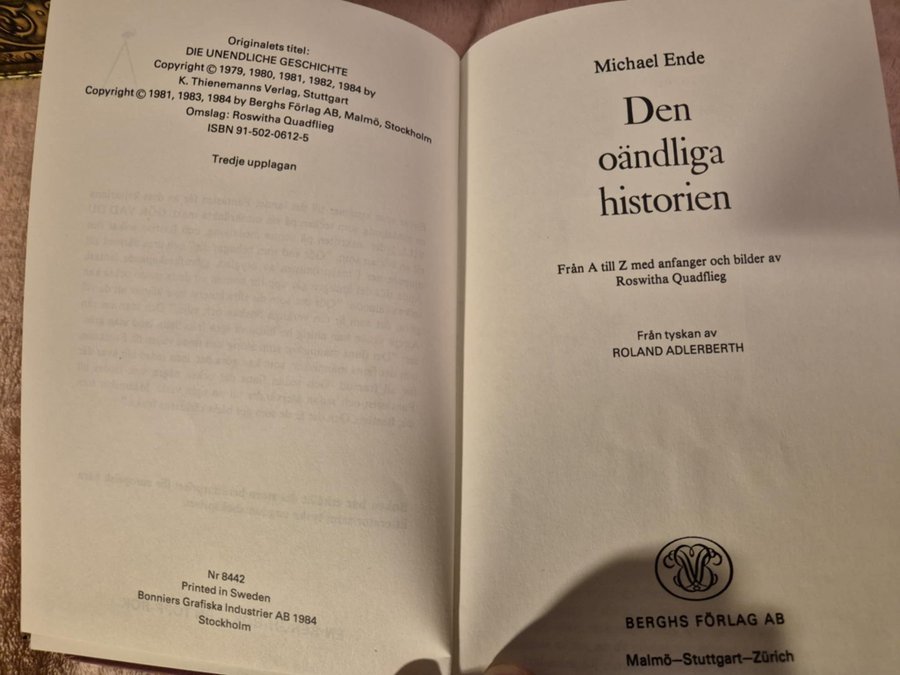 Originalets titel:
DIE UNENDLICHE GESCHICHTE
Copyright © 1979, 1980, 1981, 1982, 1984 by
K. Thienemanns Verlag, Stuttgart
Copyright © 1981, 1983, 1984 by Berghs Förlag AB, Malmö, Stockholm
Omslag: Roswitha Quadflieg
ISBN 91-502-0612-5
Tredje upplagan
Nr 8442
Printed in Sweden
Bonniers Grafiska Industrier AB 1984
Stockholm
Michael Ende
Den
oändliga
historien
Från A till Z med anfanger och bilder av
Roswitha Quadflieg
Från tyskan av
ROLAND ADLERBERTH
BERGHS FÖRLAG AB
Malmö–Stuttgart–Zürich